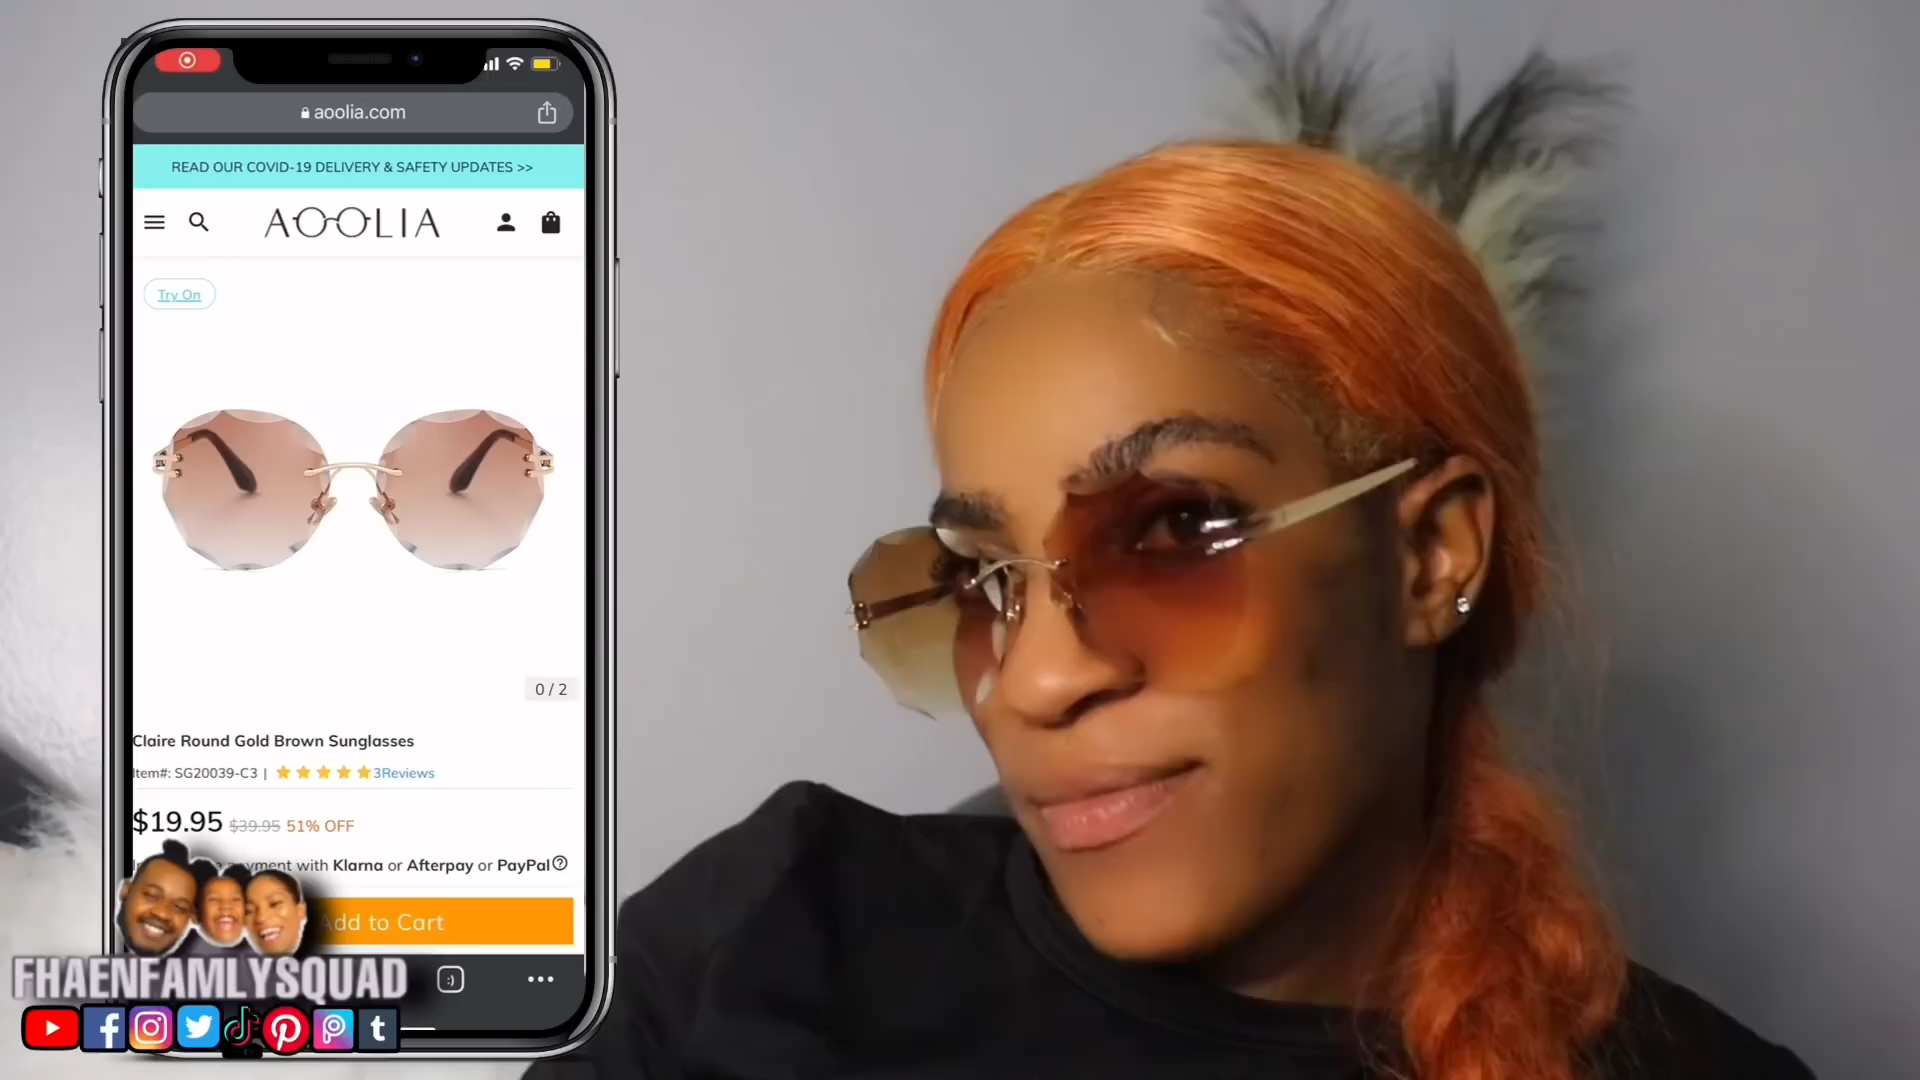 aoolia.com
READ OUR COVID-19 DELIVERY & SAFETY UPDATES >>
AOOLIA
Try On
0 / 2
Claire Round Gold Brown Sunglasses
Item#: SG20039-C3 | 3Reviews
$19.95 $39.95 51% OFF
payment with Klarna or Afterpay or PayPal
Add to Cart
FHAENFAMLYSQUAD